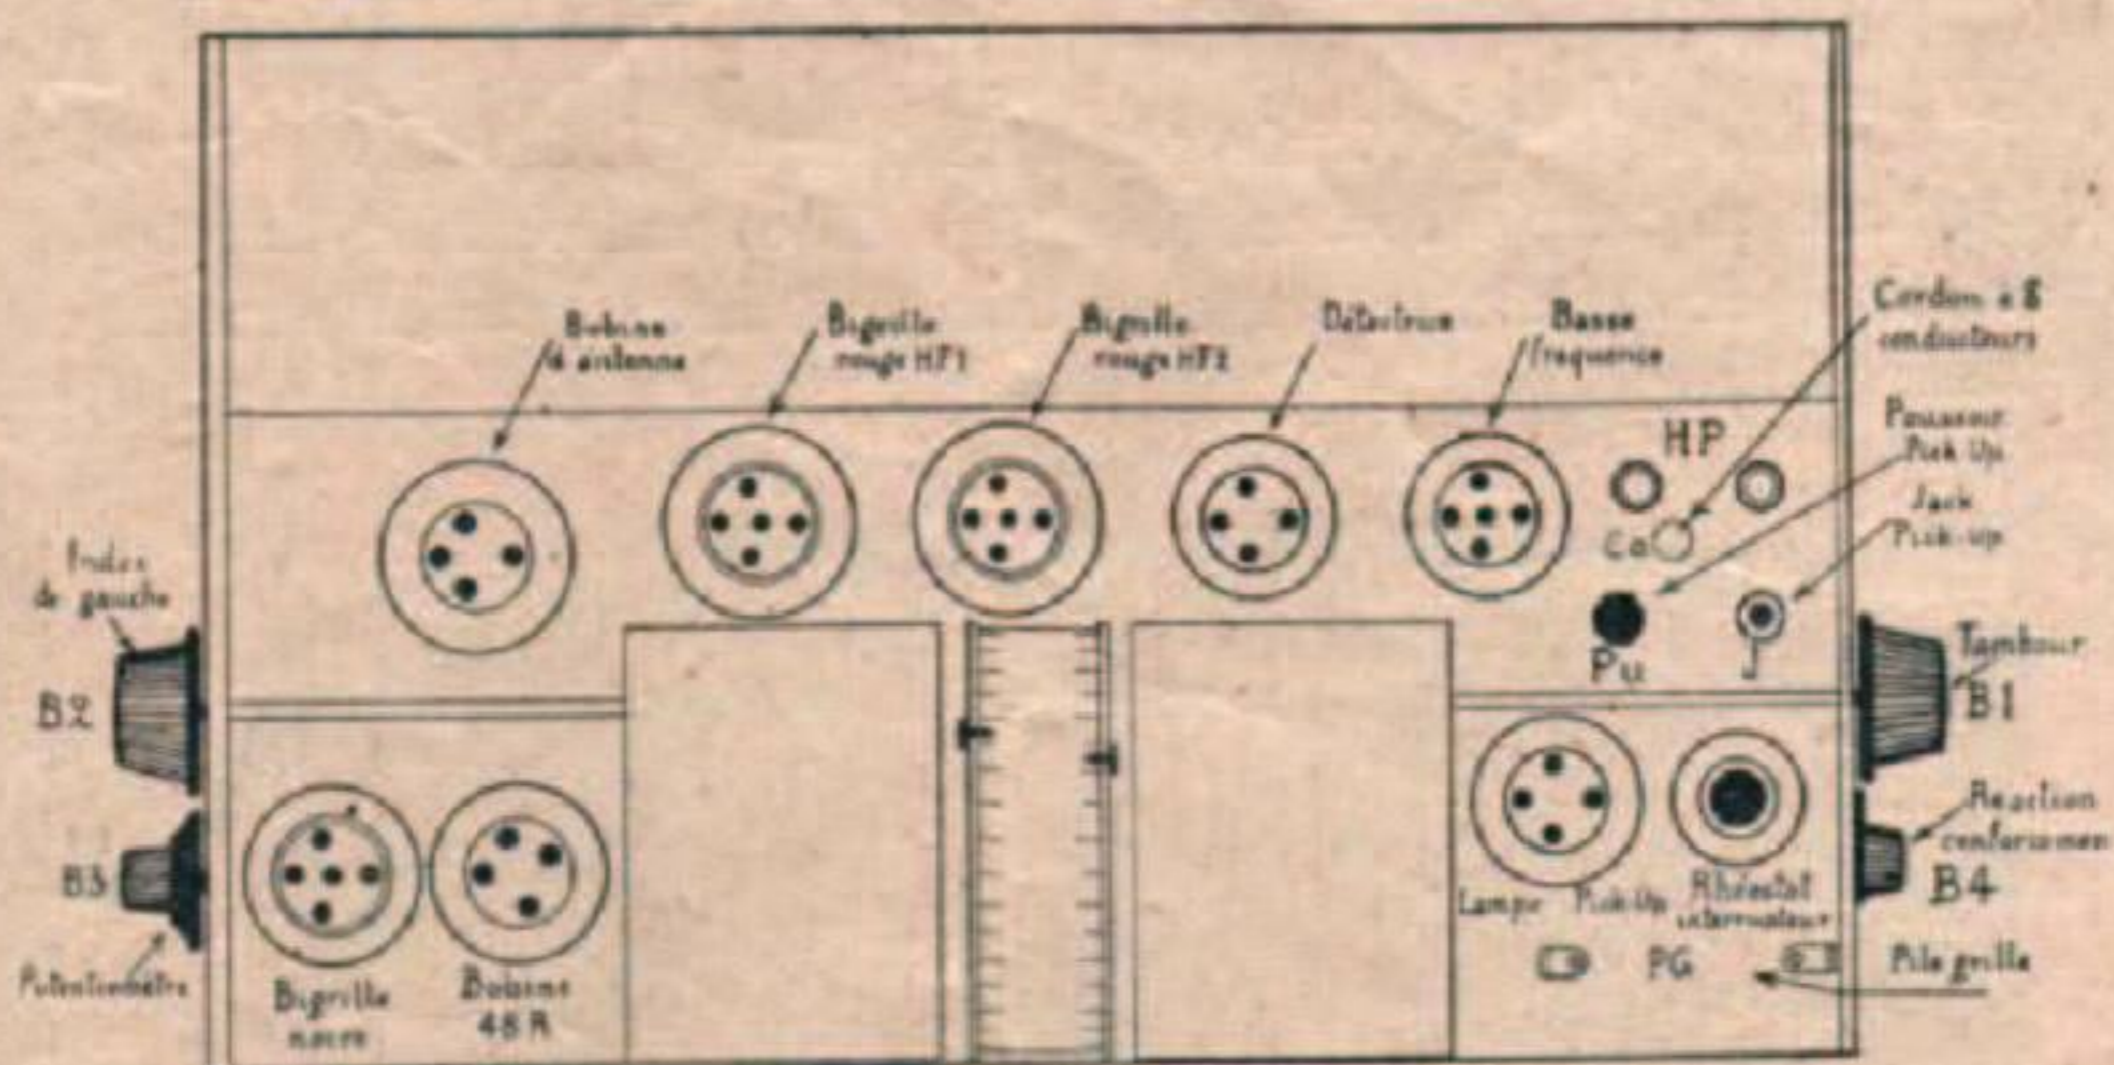 Cordon à 8
conducteurs
Bobine
d'antenne
Bigrille
rouge HF1
Bigrille
rouge HF2
Détectrice
Basse
fréquence
HP
Poussoir
Pick Up
Jack
Pick-up
Co
Index
de gauche
Pu
J
Tambour
B2
B1
B3
Réaction
B4
Lampe Pick-Up Rhéostat
interrupteur
Potentiomètre
PG
Pile grille
Bigrille
noire
Bobine
48 R